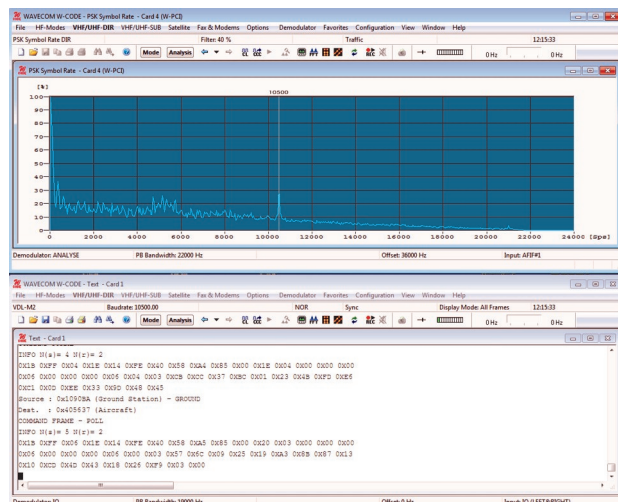 WAVECOM W-CODE - PSK Symbol Rate - Card 4 (W-PCI)
File HF-Modes VHF/UHF-DIR VHF/UHF-SUB Satellite Fax & Modems Options Demodulator Favorites Configuration View Window Help
PSK Symbol Rate DIR Filter: 40 % Traffic 12:15:33
Mode Analysis 0 Hz 0 Hz
PSK Symbol Rate - Card 4 (W-PCI)
[%]
10500
100
90
80
70
60
50
40
30
20
10
0
0 2000 4000 6000 8000 10000 12000 14000 16000 18000 20000 22000 24000 [Spe]
Demodulator: ANALYSE PB Bandwidth: 22000 Hz Offset: 36000 Hz Input: AFIF#1
WAVECOM W-CODE - Text - Card 1
File HF-Modes VHF/UHF-DIR VHF/UHF-SUB Satellite Fax & Modems Options Demodulator Favorites Configuration View Window Help
VDL-M2 Baudrate: 10500.00 NOR Sync Display Mode: All Frames 12:15:33
Mode Analysis 0 Hz 0 Hz
Text - Card 1
INFO N(s)= 4 N(r)= 2
0x1B 0xFF 0x04 0x1E 0x14 0xFE 0x40 0x58 0xA4 0x85 0x00 0x1E 0x04 0x00 0x00 0x00
0x06 0x00 0x00 0x00 0x06 0x04 0x03 0xCB 0xCC 0x37 0xBC 0x01 0x23 0x4B 0xFD 0xE6
0xC1 0x0D 0xEE 0x33 0x9D 0x48 0x45
Source : 0x1090BA (Ground Station) - GROUND
Dest. : 0x405637 (Aircraft)
COMMAND FRAME - POLL
INFO N(s)= 5 N(r)= 2
0x1B 0xFF 0x06 0x1E 0x14 0xFE 0x40 0x58 0xA5 0x85 0x00 0x20 0x03 0x00 0x00 0x00
0x06 0x00 0x00 0x00 0x06 0x00 0x03 0x57 0x6C 0x09 0x25 0x19 0xA3 0x8B 0x87 0x13
0x10 0xCD 0x4D 0x43 0x18 0x26 0xF9 0x03 0x00
Demodulator: IQ PB Bandwidth: 19000 Hz Offset: 0 Hz Input: IQ (LEFT&RIGHT)